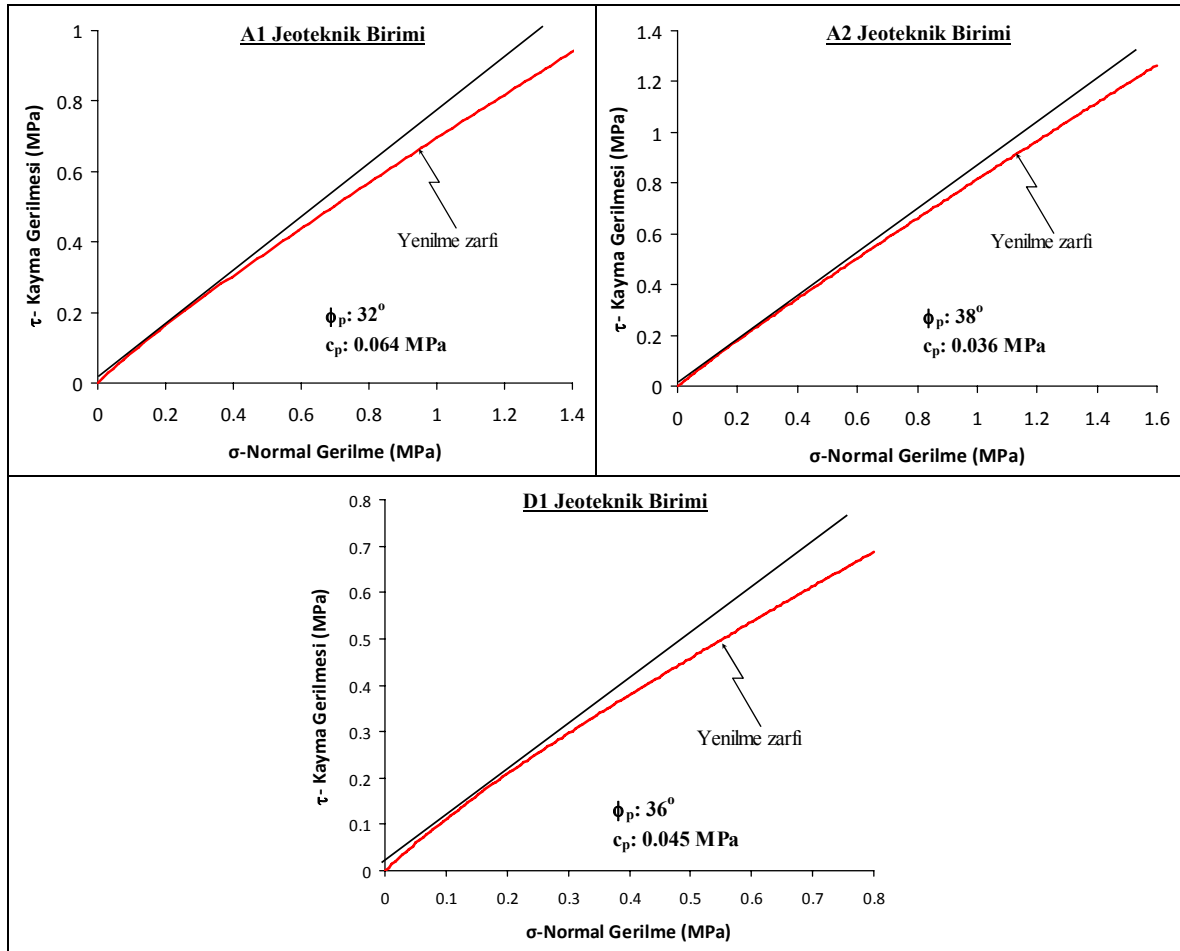 A1 Jeoteknik Birimi
τ- Kayma Gerilmesi (MPa)
1
0.8
0.6
0.4
0.2
0
Yenilme zarfi
ϕp: 32°
cp: 0.064 MPa
0 0.2 0.4 0.6 0.8 1 1.2 1.4
σ-Normal Gerilme (MPa)
A2 Jeoteknik Birimi
τ- Kayma Gerilmesi (MPa)
1.4
1.2
1
0.8
0.6
0.4
0.2
0
Yenilme zarfi
ϕp: 38°
cp: 0.036 MPa
0 0.2 0.4 0.6 0.8 1 1.2 1.4 1.6
σ-Normal Gerilme (MPa)
D1 Jeoteknik Birimi
τ- Kayma Gerilmesi (MPa)
0.8
0.7
0.6
0.5
0.4
0.3
0.2
0.1
0
Yenilme zarfi
ϕp: 36°
cp: 0.045 MPa
0 0.1 0.2 0.3 0.4 0.5 0.6 0.7 0.8
σ-Normal Gerilme (MPa)